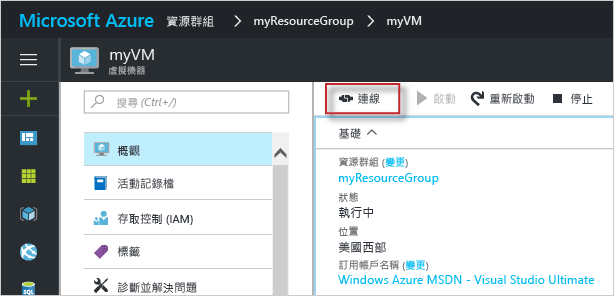 Microsoft Azure 資源群組 > myResourceGroup > myVM
myVM
虛擬機器
搜尋 (Ctrl+/)
概觀
活動記錄檔
存取控制 (IAM)
標籤
診斷並解決問題
連線 啟動 重新啟動 停止
基礎
資源群組 (變更)
myResourceGroup
狀態
執行中
位置
美國西部
訂用帳戶名稱 (變更)
Windows Azure MSDN - Visual Studio Ultimate
SQL